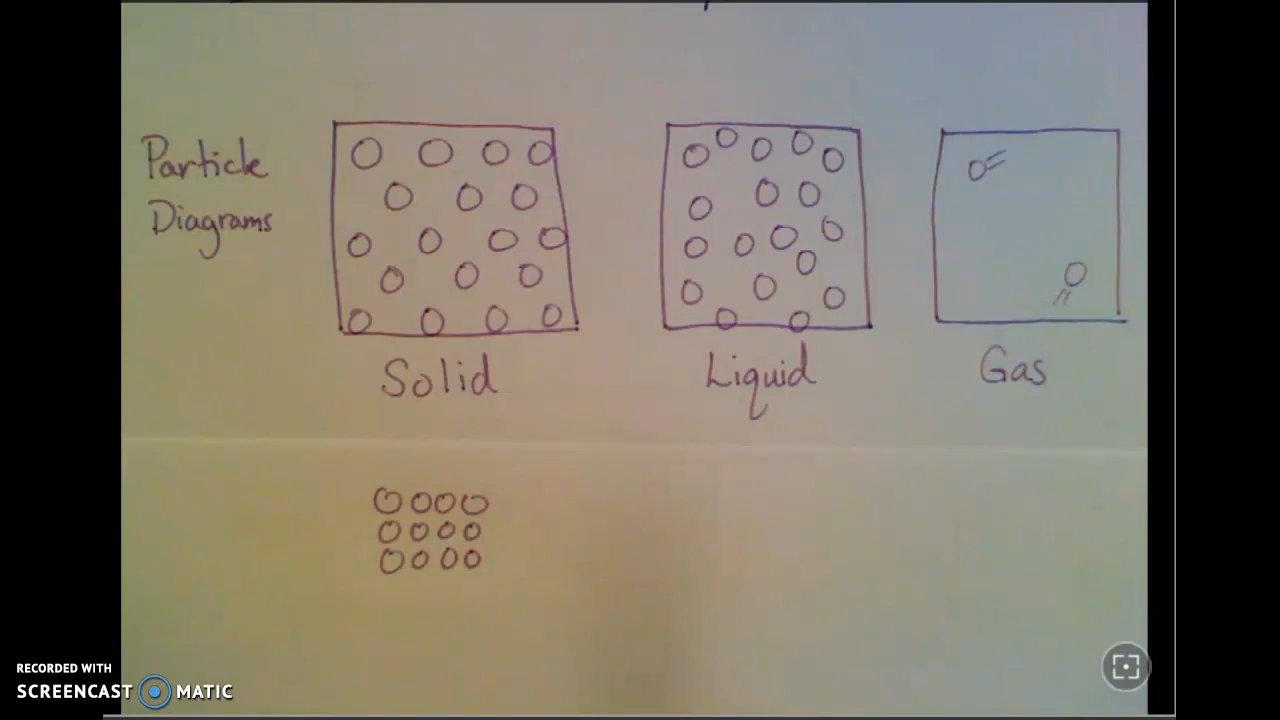 Particle
Diagrams
Solid
Liquid
Gas
RECORDED WITH
SCREENCAST MATIC